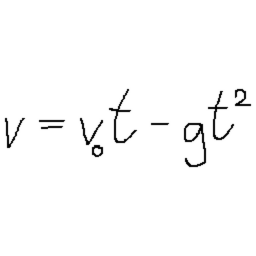 v = v₀t - gt²